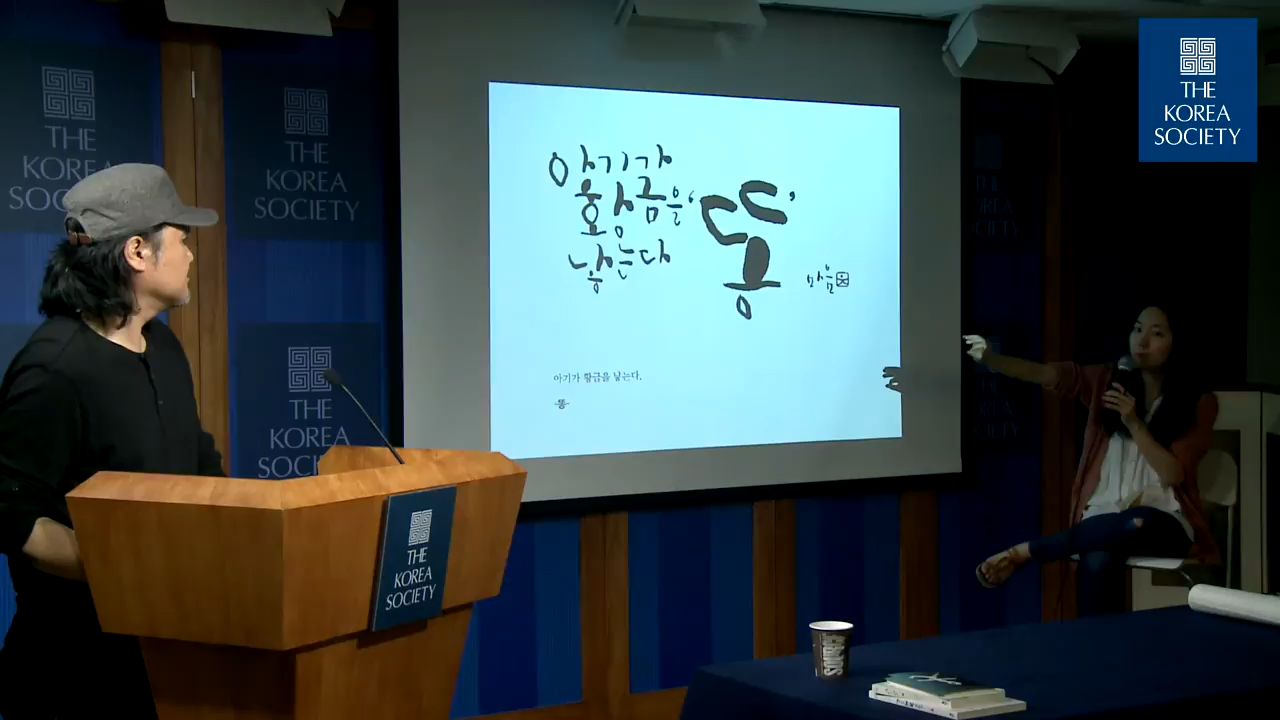 THE
KOREA
SOCIETY
THE
KOREA
SOCIETY
THE
KOREA
SOCIETY
아기가
황금을
낳는다
‘똥’
아기가 황금을 낳는다.
-똥-
THE
KOREA
SOCIETY
THE
KOREA
SOCIETY
THE
KOREA
SOCIETY